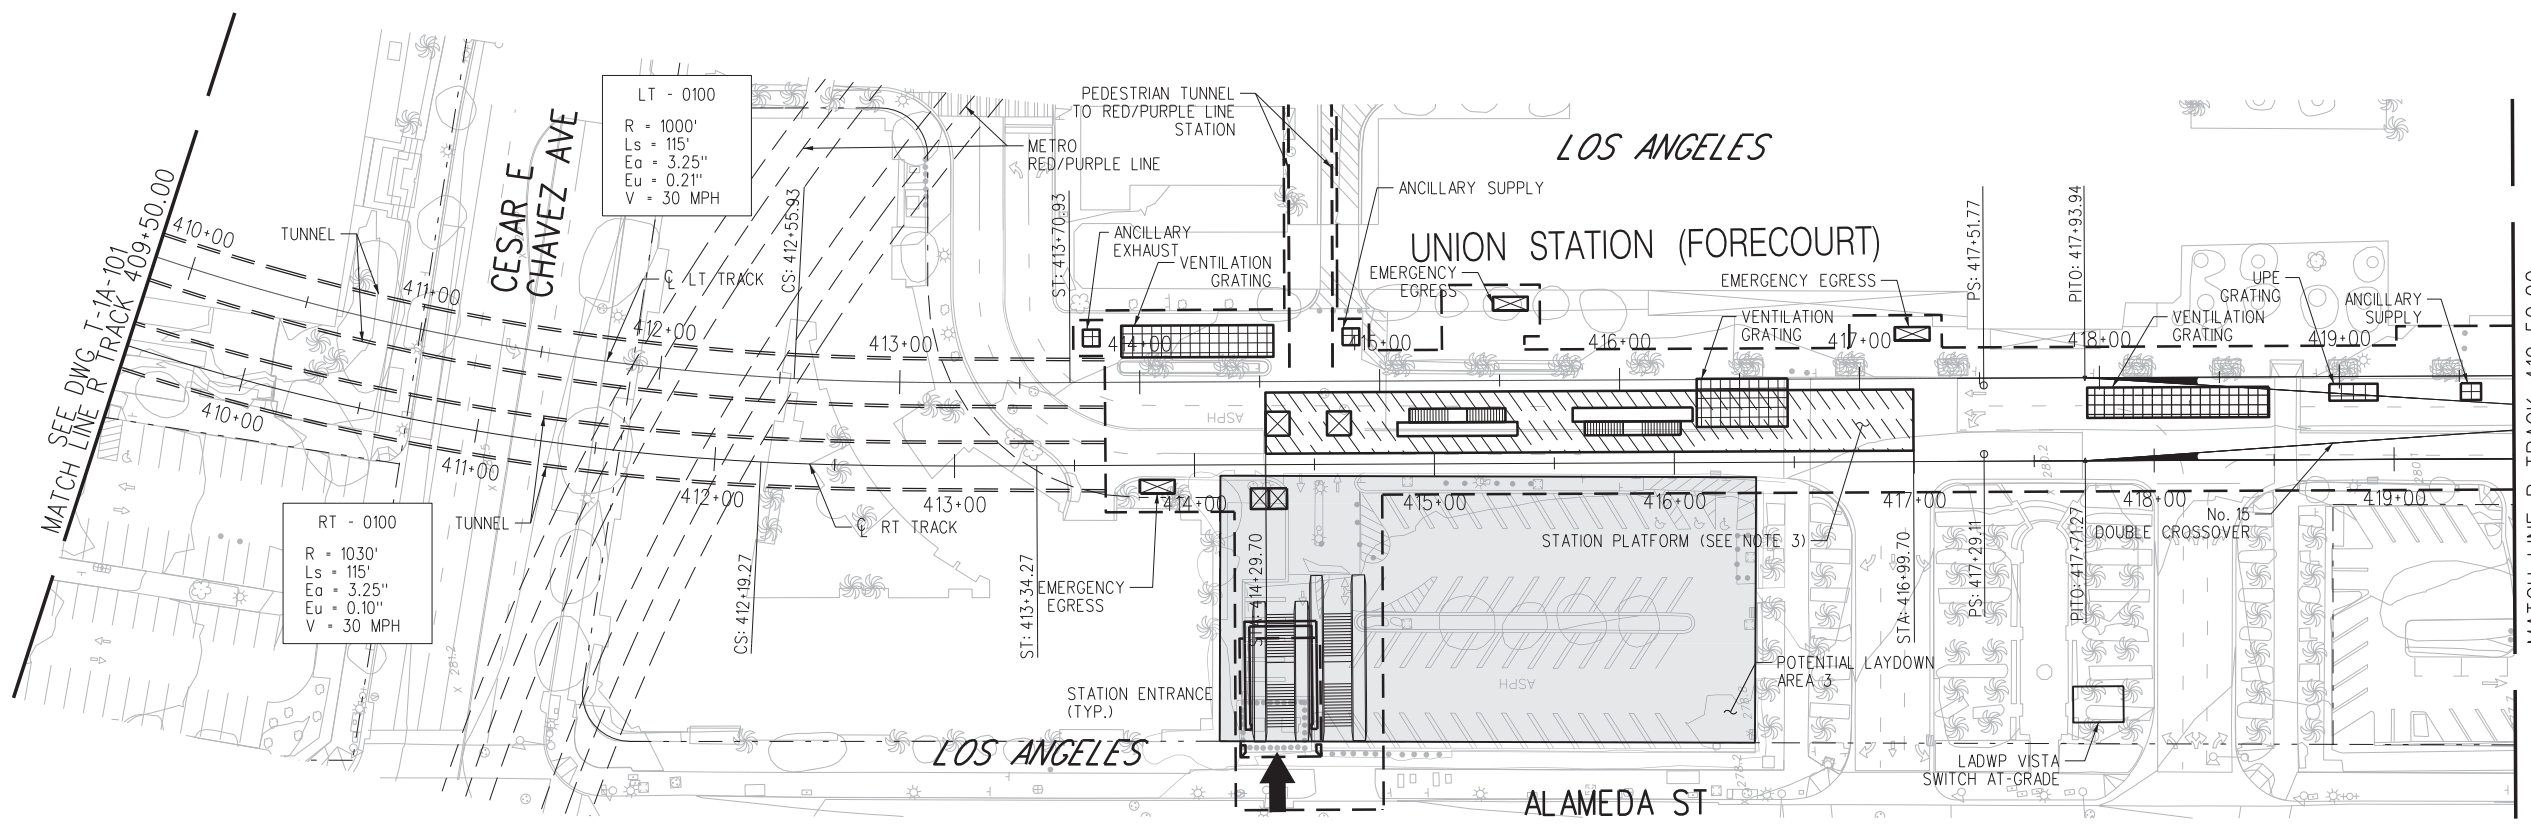 MATCH LINE R TRACK 409+50.00
SEE DWG T-1A-101
410+00
TUNNEL
411+00
CESAR E
CHAVEZ AVE
LT - 0100
R = 1000'
Ls = 115'
Ea = 3.25"
Eu = 0.21"
V = 30 MPH
℄ LT TRACK
412+00
CS: 412+55.93
413+00
METRO
RED/PURPLE LINE
PEDESTRIAN TUNNEL
TO RED/PURPLE LINE
STATION
ST: 413+70.93
ANCILLARY
EXHAUST
VENTILATION
GRATING
414+00
ANCILLARY SUPPLY
LOS ANGELES
UNION STATION (FORECOURT)
EMERGENCY
EGRESS
415+00
416+00
EMERGENCY EGRESS
VENTILATION
GRATING
417+00
PS: 417+51.77
PITO: 417+93.94
418+00
VENTILATION
GRATING
UPE
GRATING
419+00
ANCILLARY
SUPPLY
410+00
411+00
412+00
413+00
414+00
415+00
416+00
417+00
418+00
419+00
RT - 0100
R = 1030'
Ls = 115'
Ea = 3.25"
Eu = 0.10"
V = 30 MPH
TUNNEL
℄ RT TRACK
CS: 412+19.27
ST: 413+34.27
EMERGENCY
EGRESS
414+29.70
ASPH
ASPH
STATION PLATFORM (SEE NOTE 3)
STA: 416+99.70
PS: 417+29.11
PITO: 417+71.27
No. 15
DOUBLE CROSSOVER
280.2
280.1
281.2
278.2
STATION ENTRANCE
(TYP.)
POTENTIAL LAYDOWN
AREA 3
LADWP VISTA
SWITCH AT-GRADE
LOS ANGELES
ALAMEDA ST